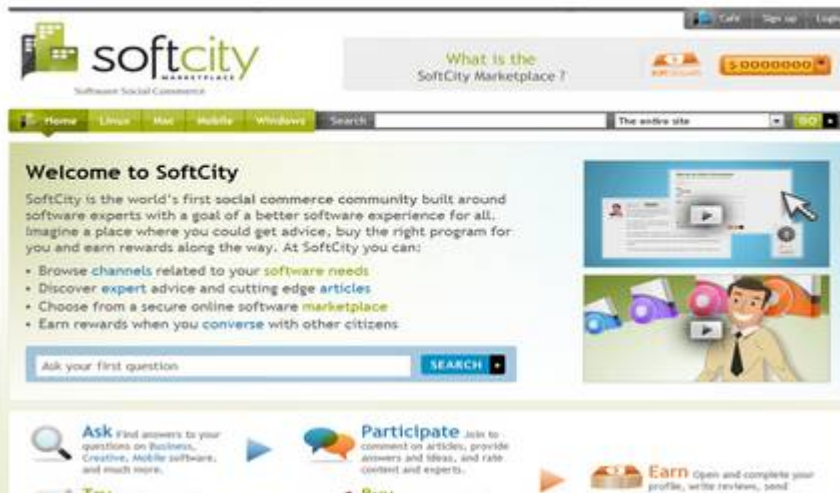 Café Sign up Login
softcity
MARKETPLACE
Software Social Commerce
What is the
SoftCity Marketplace ?
$ 0000000
Home Linux Mac Mobile Windows Search The entire site GO
Welcome to SoftCity
SoftCity is the world's first social commerce community built around
software experts with a goal of a better software experience for all.
Imagine a place where you could get advice, buy the right program for
you and earn rewards along the way. At SoftCity you can:
• Browse channels related to your software needs
• Discover expert advice and cutting edge articles
• Choose from a secure online software marketplace
• Earn rewards when you converse with other citizens
Ask your first question SEARCH
Ask Find answers to your
questions on Business,
Creative, Mobile software,
and much more.
Participate Join to
comment on articles, provide
answers and ideas, and rate
content and experts.
Earn Open and complete your
profile, write reviews, send